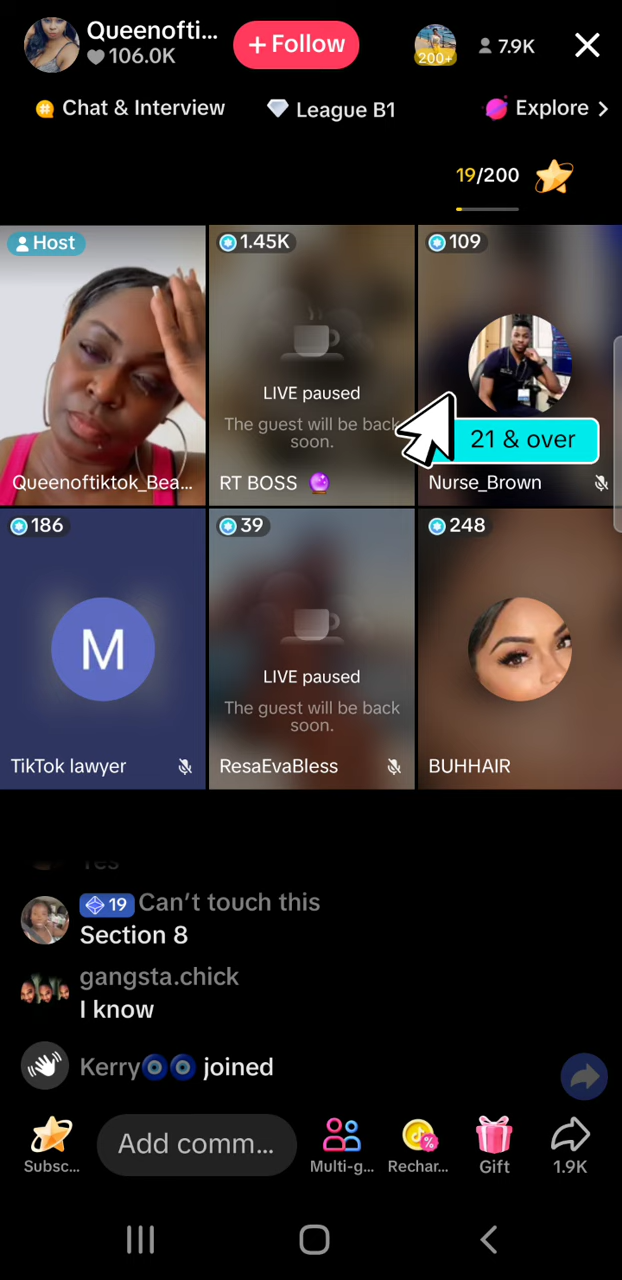 Queenofti...
106.0K
+ Follow
200+
7.9K
Chat & Interview
League B1
Explore >
19/200
Host
Queenoftiktok_Bea...
1.45K
LIVE paused
The guest will be back
soon.
RT BOSS
109
21 & over
Nurse_Brown
186
M
TikTok lawyer
39
LIVE paused
The guest will be back
soon.
ResaEvaBless
248
BUHHAIR
Yes
19 Can't touch this
Section 8
gangsta.chick
I know
Kerry joined
Subsc...
Add comm...
Multi-g...
Rechar...
Gift
1.9K